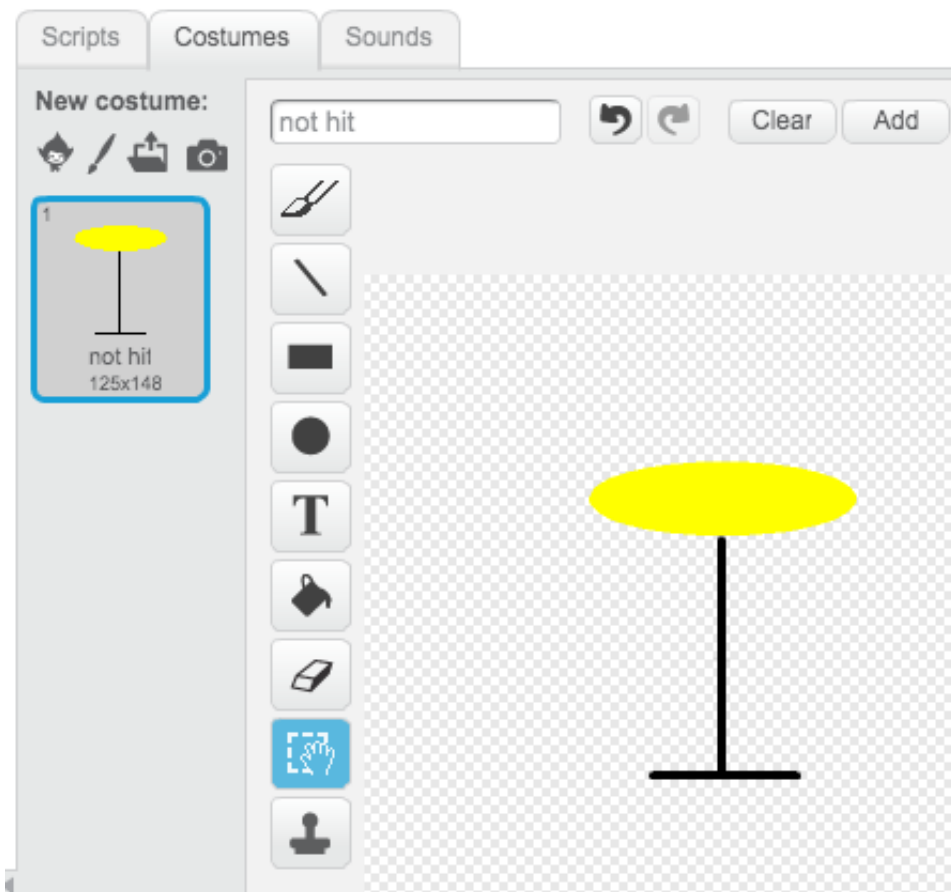 Scripts Costumes Sounds
New costume:
not hit Clear Add
1
T
not hit
125x148